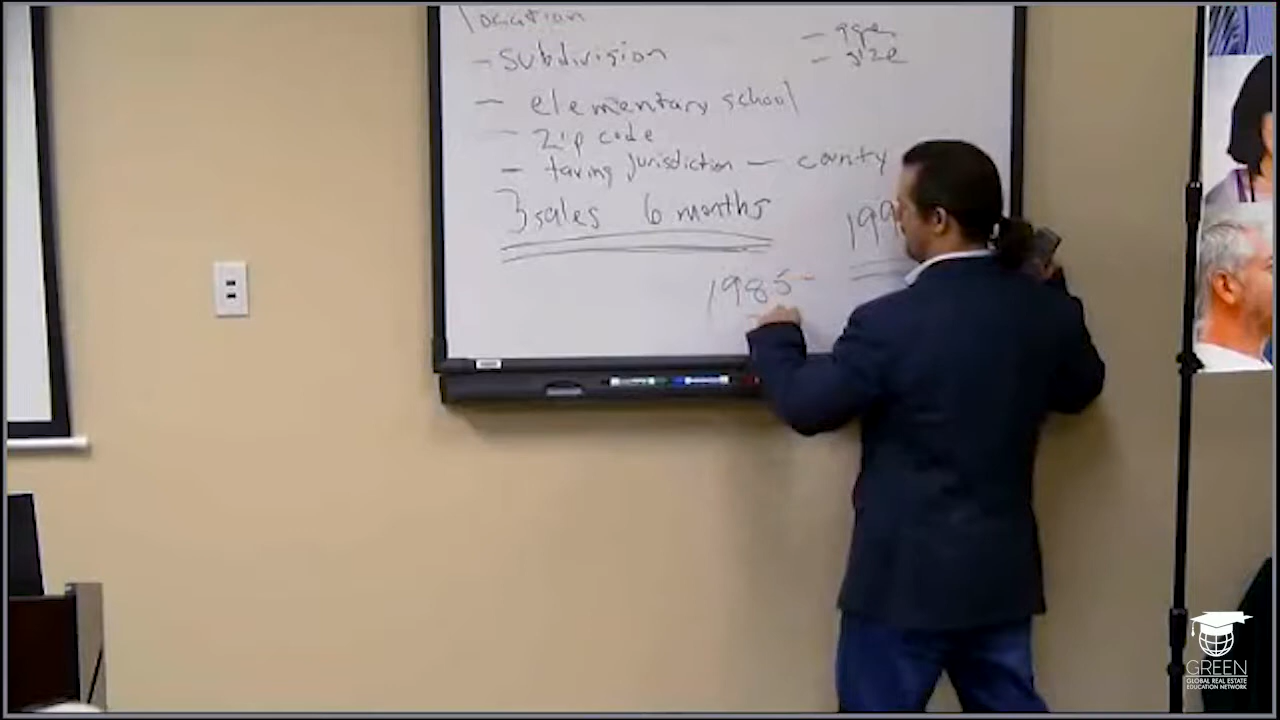 location
- subdivision
- age
- size
- elementary school
- zip code
- taxing jurisdiction - county
3 sales 6 months
199
1985-
GREEN
GLOBAL REAL ESTATE
EDUCATION NETWORK